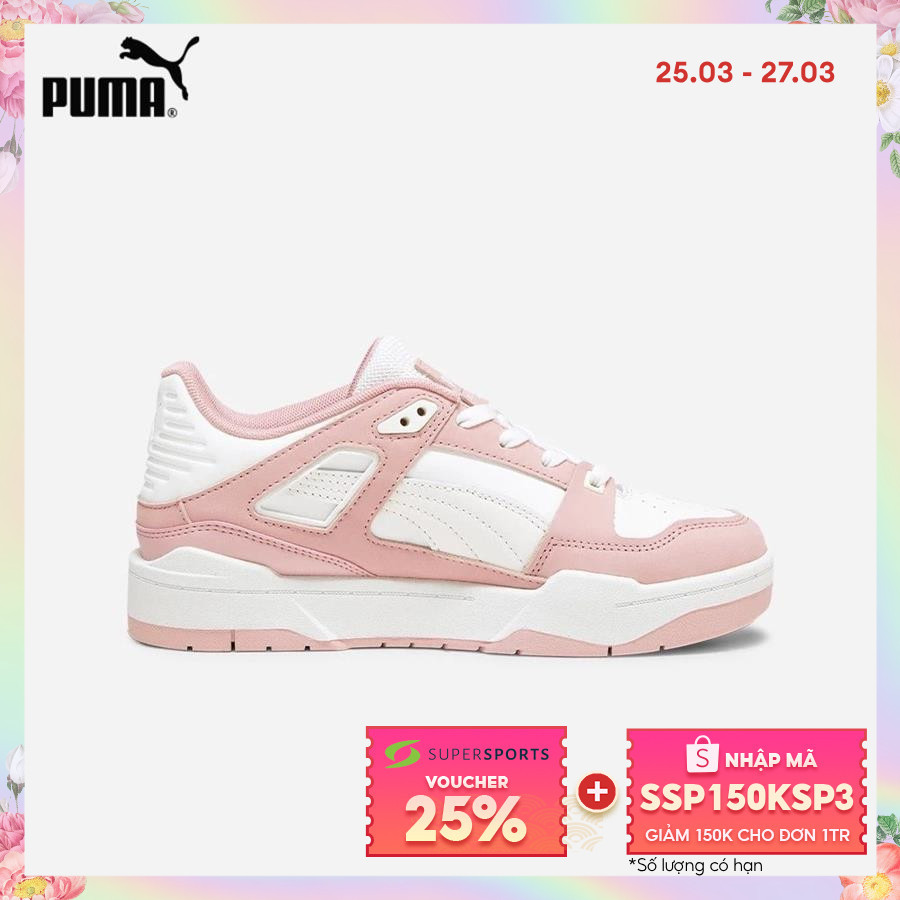 PUMA®
25.03 - 27.03
SUPERSPORTS
VOUCHER
25%
+
S NHẬP MÃ
SSP150KSP3
GIẢM 150K CHO ĐƠN 1TR
*Số lượng có hạn